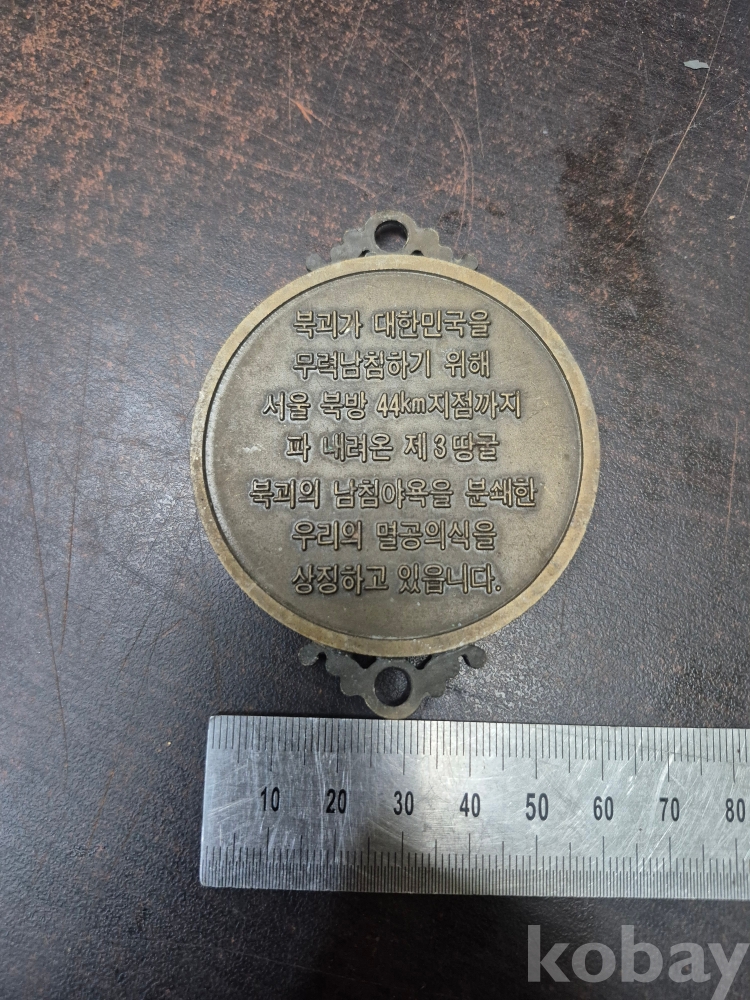 북괴가 대한민국을
무력남침하기 위해
서울 북방 44㎞지점까지
파 내려온 제3땅굴
북괴의 남침야욕을 분쇄한
우리의 멸공의식을
상징하고 있읍니다.
10 20 30 40 50 60 70 80
kobay